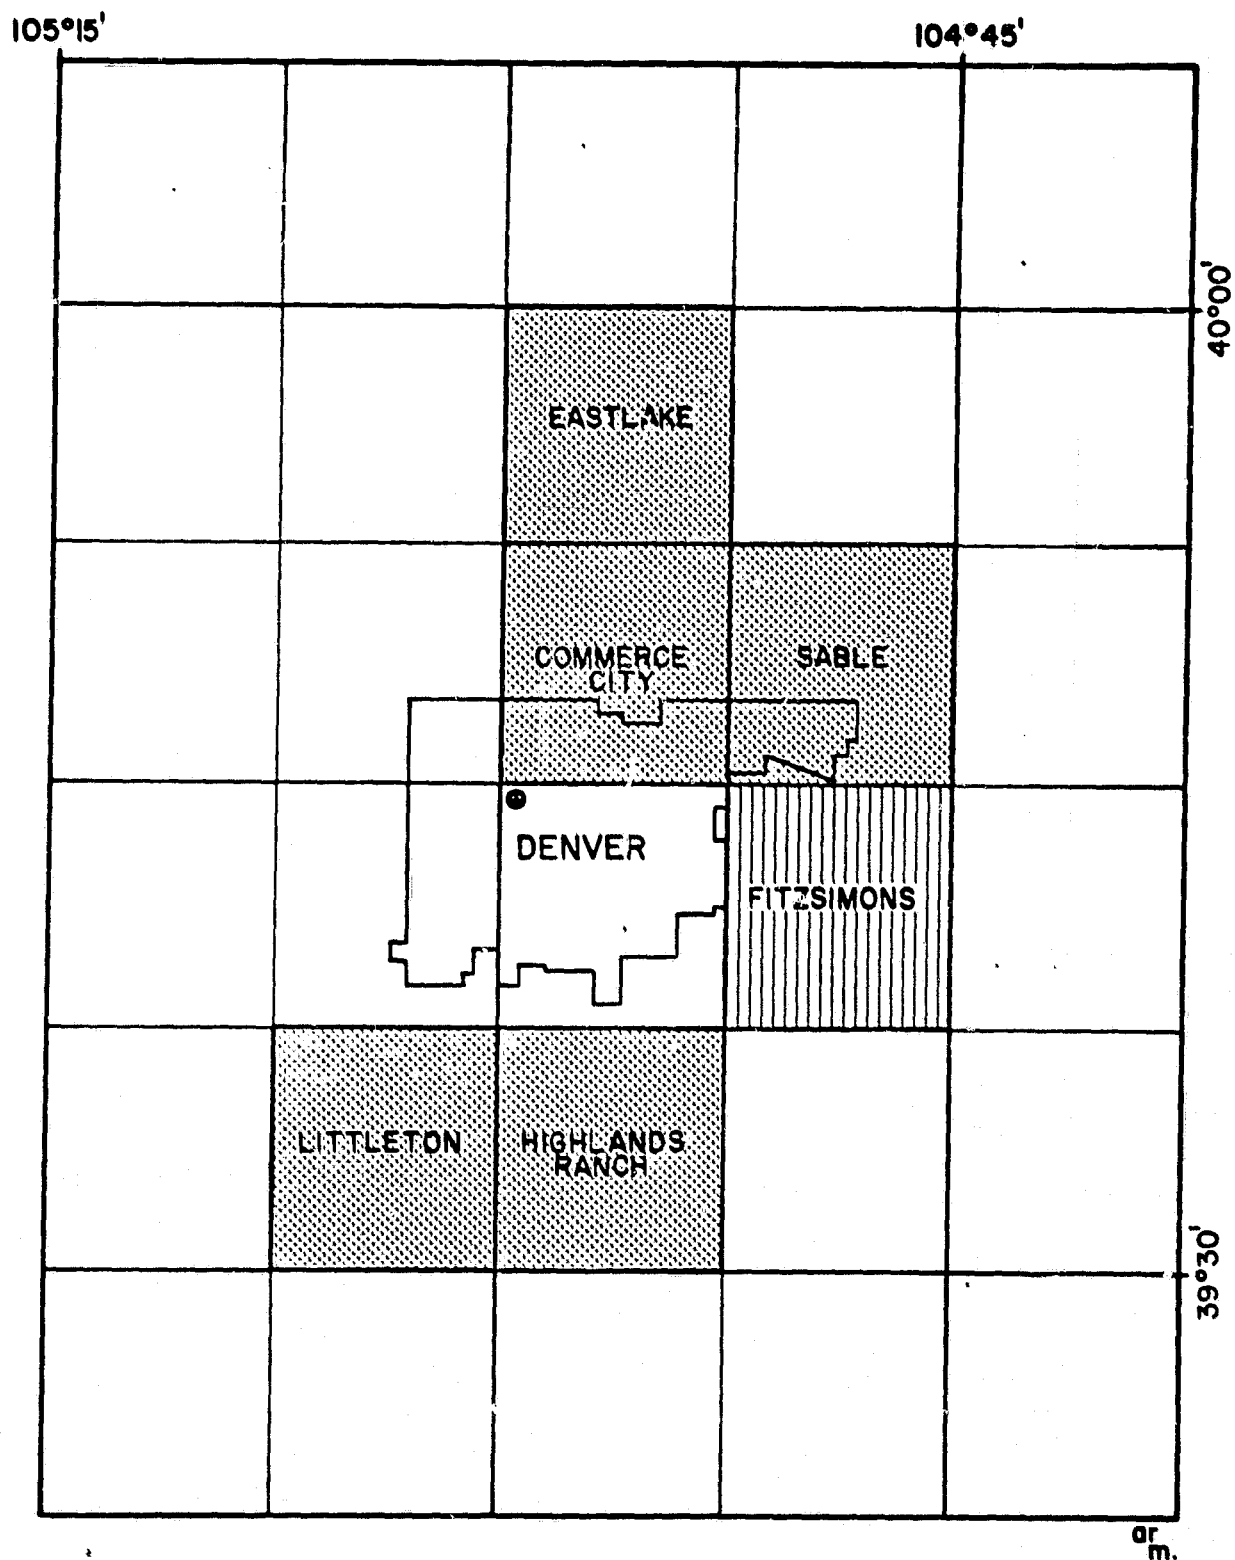 105°15'
104°45'
40°00'
EASTLAKE
COMMERCE
CITY
SABLE
DENVER
FITZSIMONS
LITTLETON
HIGHLANDS
RANCH
39°30'
ar
m.